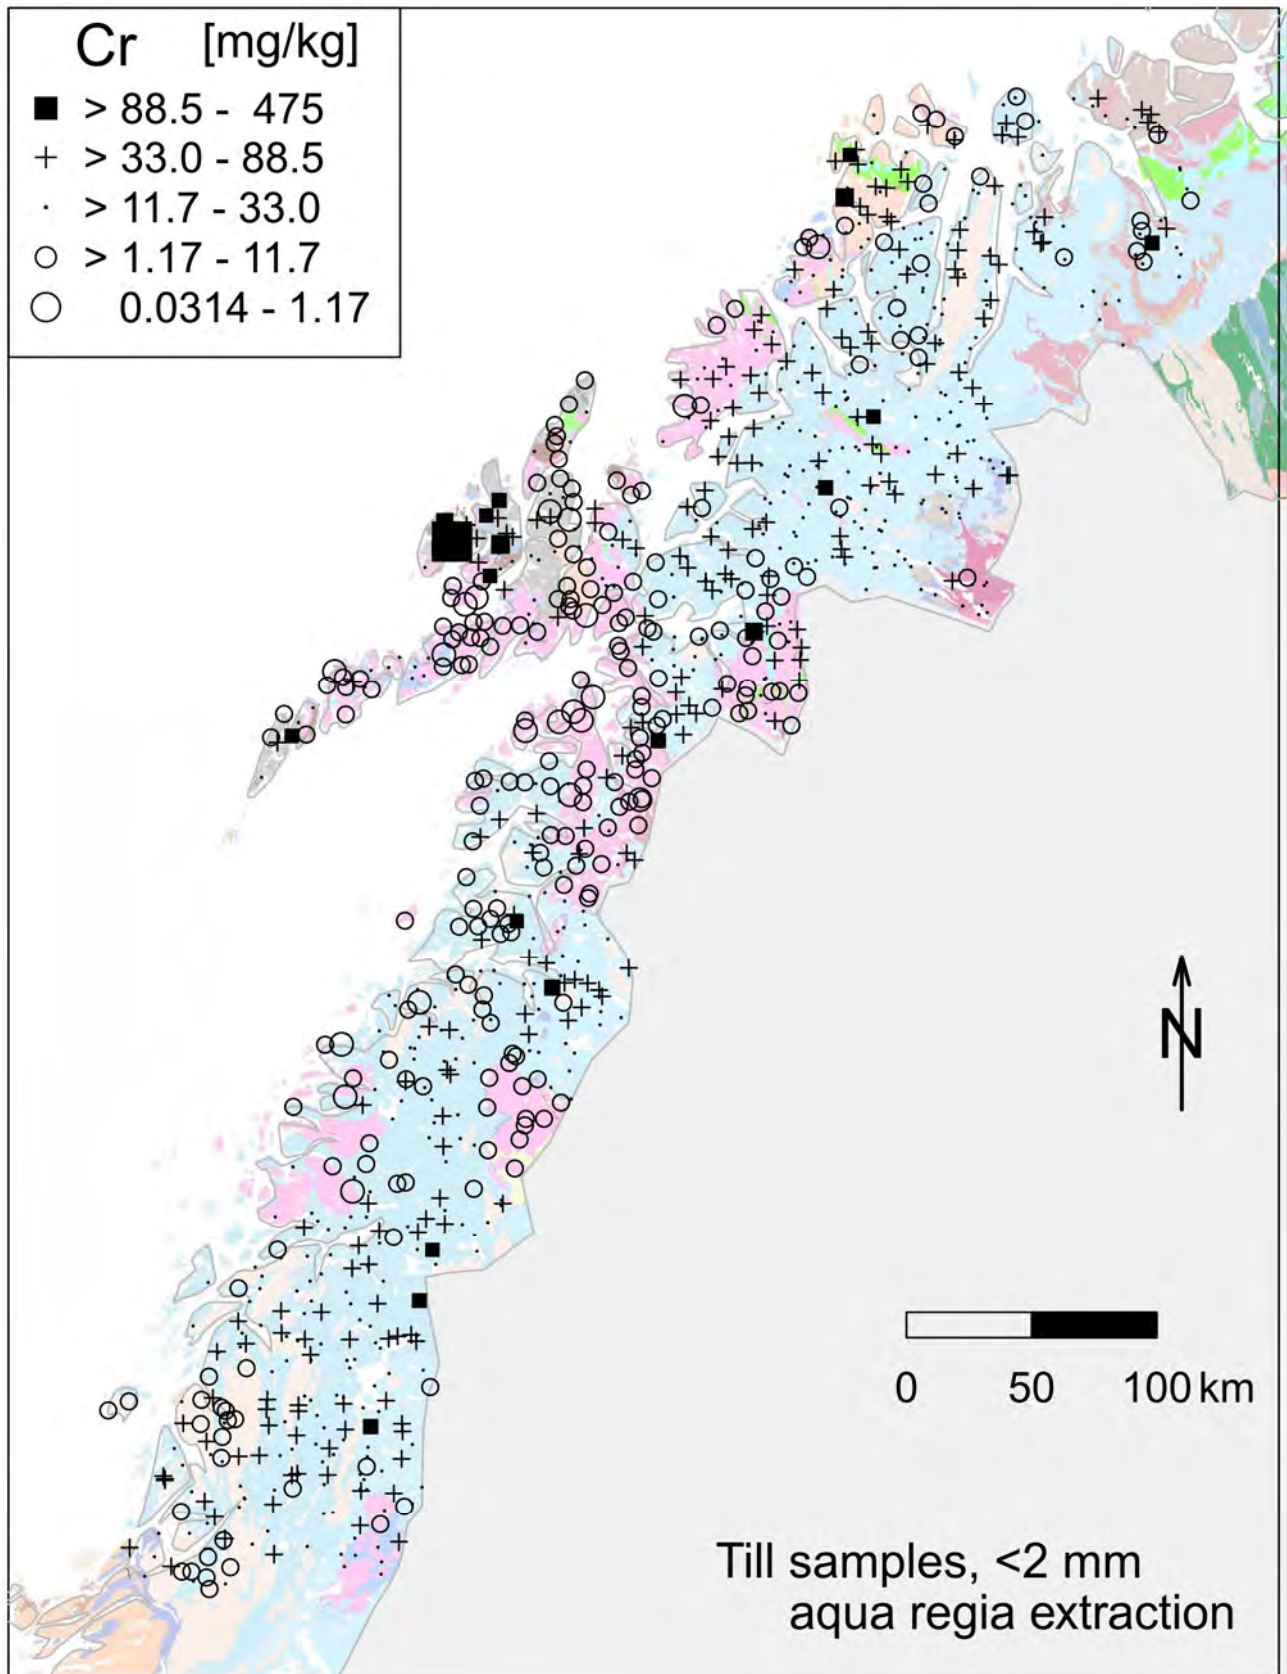 Cr [mg/kg]
> 88.5 - 475
> 33.0 - 88.5
> 11.7 - 33.0
> 1.17 - 11.7
0.0314 - 1.17
N
0 50 100 km
Till samples, <2 mm
aqua regia extraction